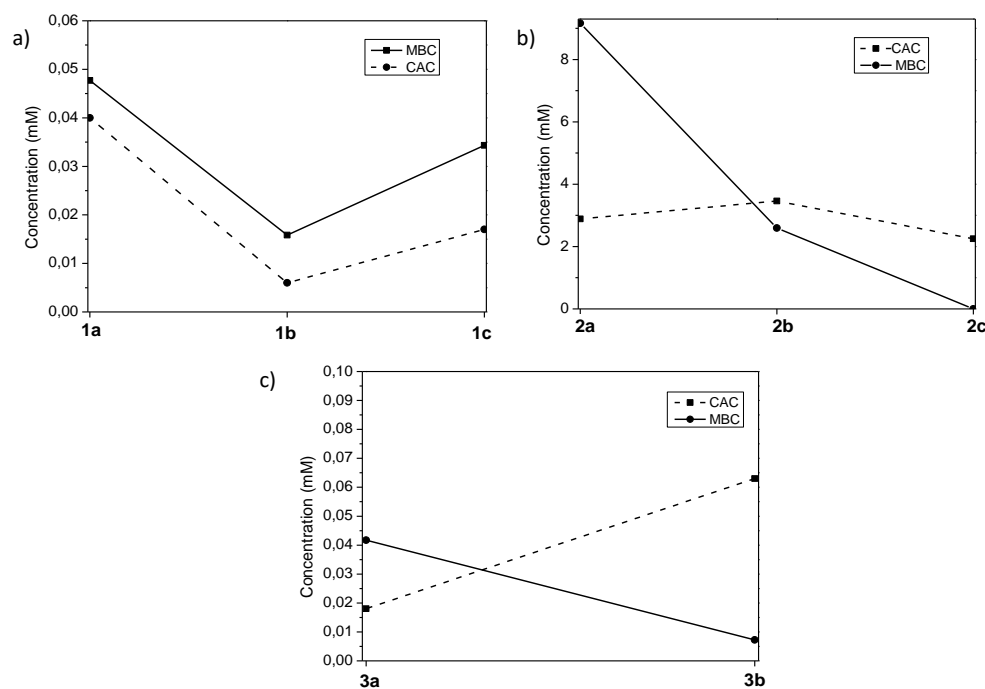 a)
0,06
0,05
0,04
0,03
0,02
0,01
0,00
Concentration (mM)
MBC
CAC
1a
1b
1c
b)
8
6
4
2
0
Concentration (mM)
CAC
MBC
2a
2b
2c
c)
0,10
0,09
0,08
0,07
0,06
0,05
0,04
0,03
0,02
0,01
0,00
Concentration (mM)
CAC
MBC
3a
3b